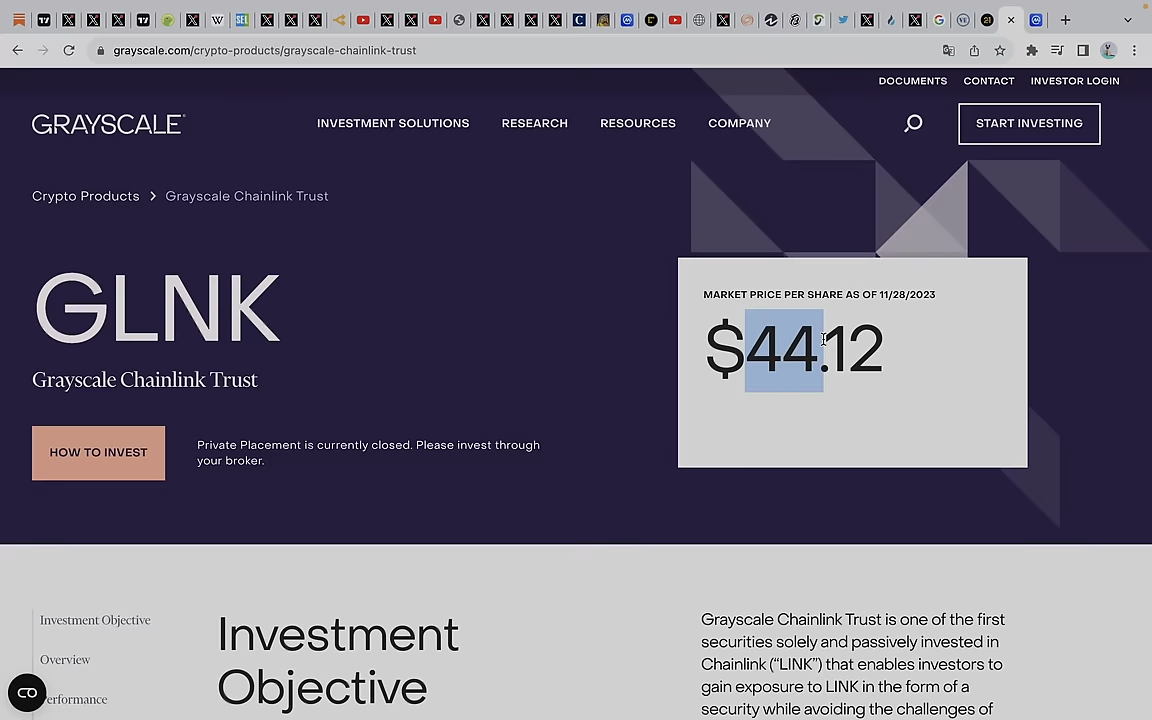 grayscale.com/crypto-products/grayscale-chainlink-trust
DOCUMENTS CONTACT INVESTOR LOGIN
GRAYSCALE
INVESTMENT SOLUTIONS RESEARCH RESOURCES COMPANY
START INVESTING
Crypto Products > Grayscale Chainlink Trust
GLNK
Grayscale Chainlink Trust
HOW TO INVEST
Private Placement is currently closed. Please invest through
your broker.
MARKET PRICE PER SHARE AS OF 11/28/2023
$44.12
Investment Objective
Overview
Performance
Investment
Objective
Grayscale Chainlink Trust is one of the first
securities solely and passively invested in
Chainlink (“LINK”) that enables investors to
gain exposure to LINK in the form of a
security while avoiding the challenges of